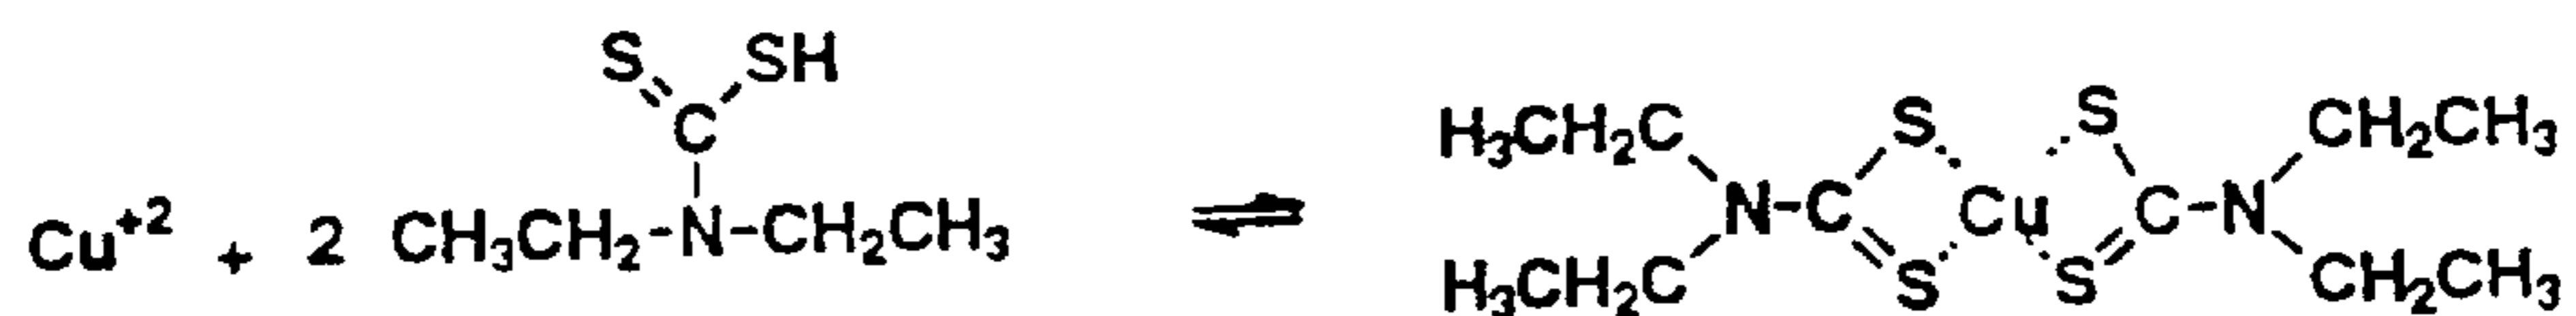 S SH
C
Cu+2 + 2 CH3CH2-N-CH2CH3 ⇌
H3CH2C S S CH2CH3
N-C Cu C-N
H3CH2C S S CH2CH3